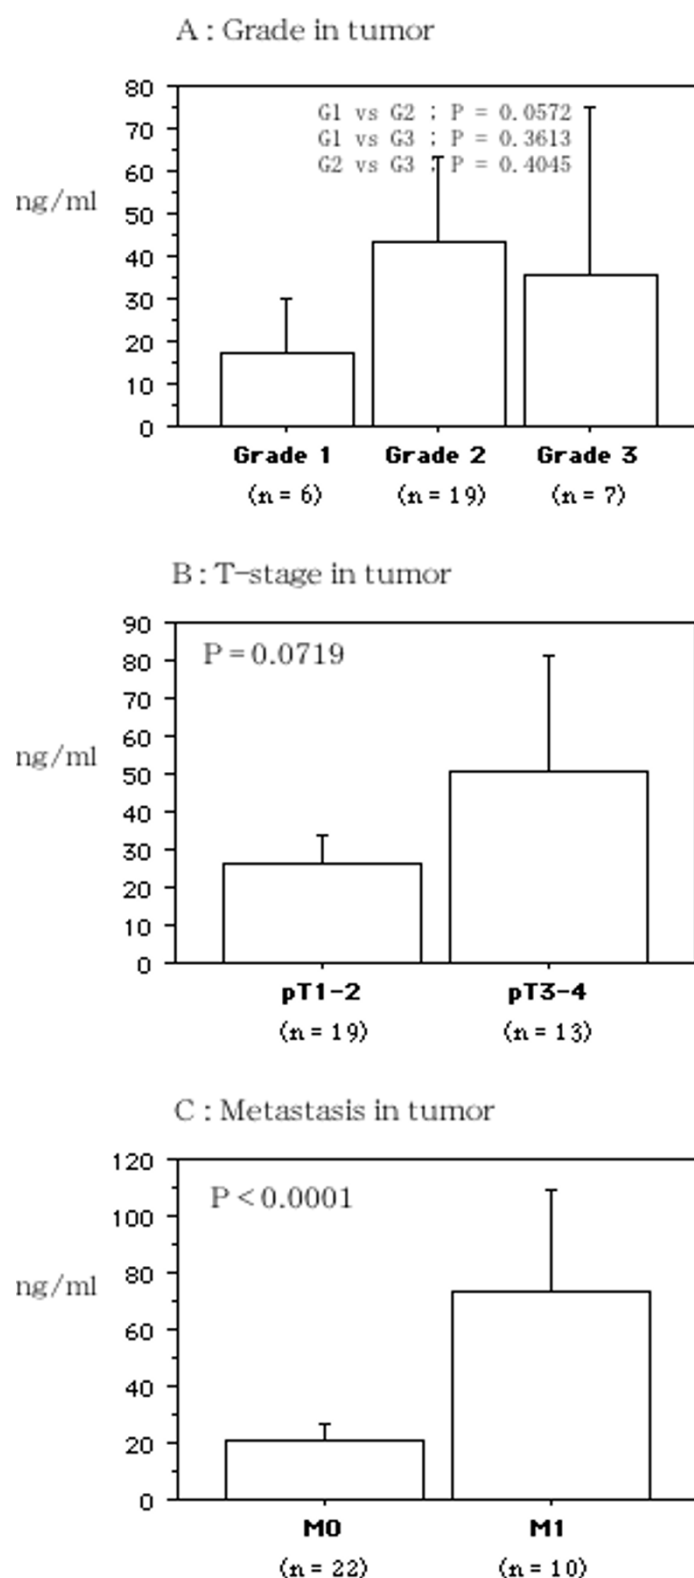 A : Grade in tumor
80
G1 vs G2 ; P = 0.0572
70
G1 vs G3 ; P = 0.3613
60
G2 vs G3 ; P = 0.4045
ng/ml
50
40
30
20
10
0
Grade 1 Grade 2 Grade 3
(n = 6) (n = 19) (n = 7)
B : T-stage in tumor
90
P = 0.0719
80
70
60
ng/ml
50
40
30
20
10
0
pT1-2 pT3-4
(n = 19) (n = 13)
C : Metastasis in tumor
120
P < 0.0001
100
80
ng/ml
60
40
20
0
M0 M1
(n = 22) (n = 10)